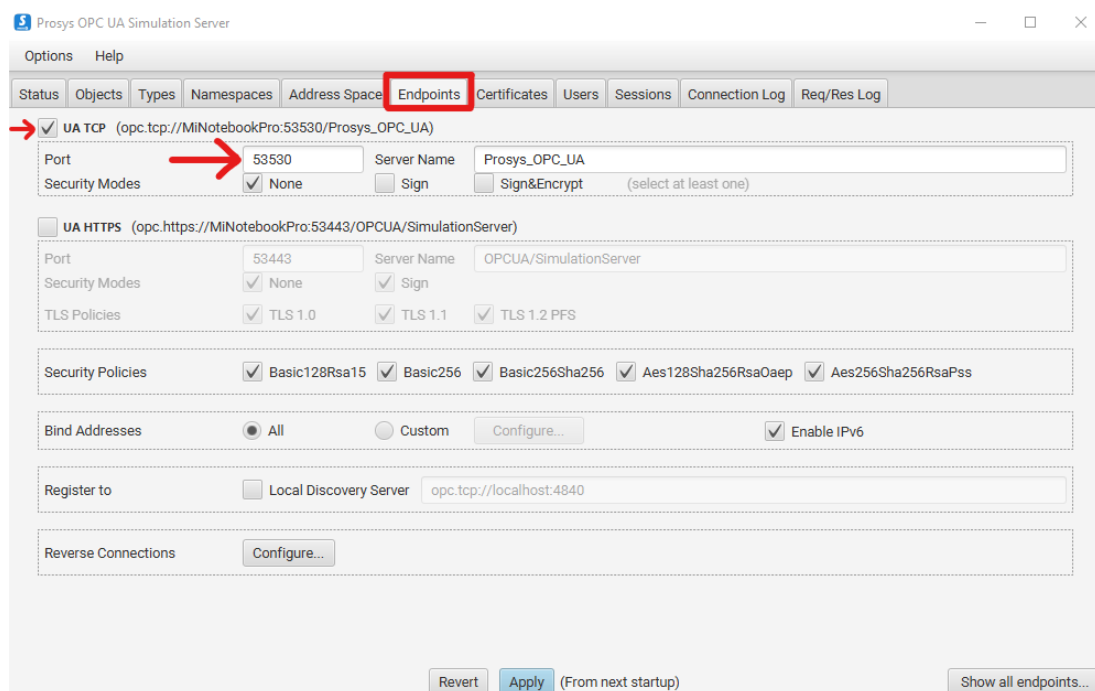 Prosys OPC UA Simulation Server
Options Help
Status Objects Types Namespaces Address Space Endpoints Certificates Users Sessions Connection Log Req/Res Log
UA TCP (opc.tcp://MiNotebookPro:53530/Prosys_OPC_UA)
Port 53530 Server Name Prosys_OPC_UA
Security Modes None Sign Sign&Encrypt (select at least one)
UA HTTPS (opc.https://MiNotebookPro:53443/OPCUA/SimulationServer)
Port 53443 Server Name OPCUA/SimulationServer
Security Modes None Sign
TLS Policies TLS 1.0 TLS 1.1 TLS 1.2 PFS
Security Policies Basic128Rsa15 Basic256 Basic256Sha256 Aes128Sha256RsaOaep Aes256Sha256RsaPss
Bind Addresses All Custom Configure... Enable IPv6
Register to Local Discovery Server opc.tcp://localhost:4840
Reverse Connections Configure...
Revert Apply (From next startup) Show all endpoints...